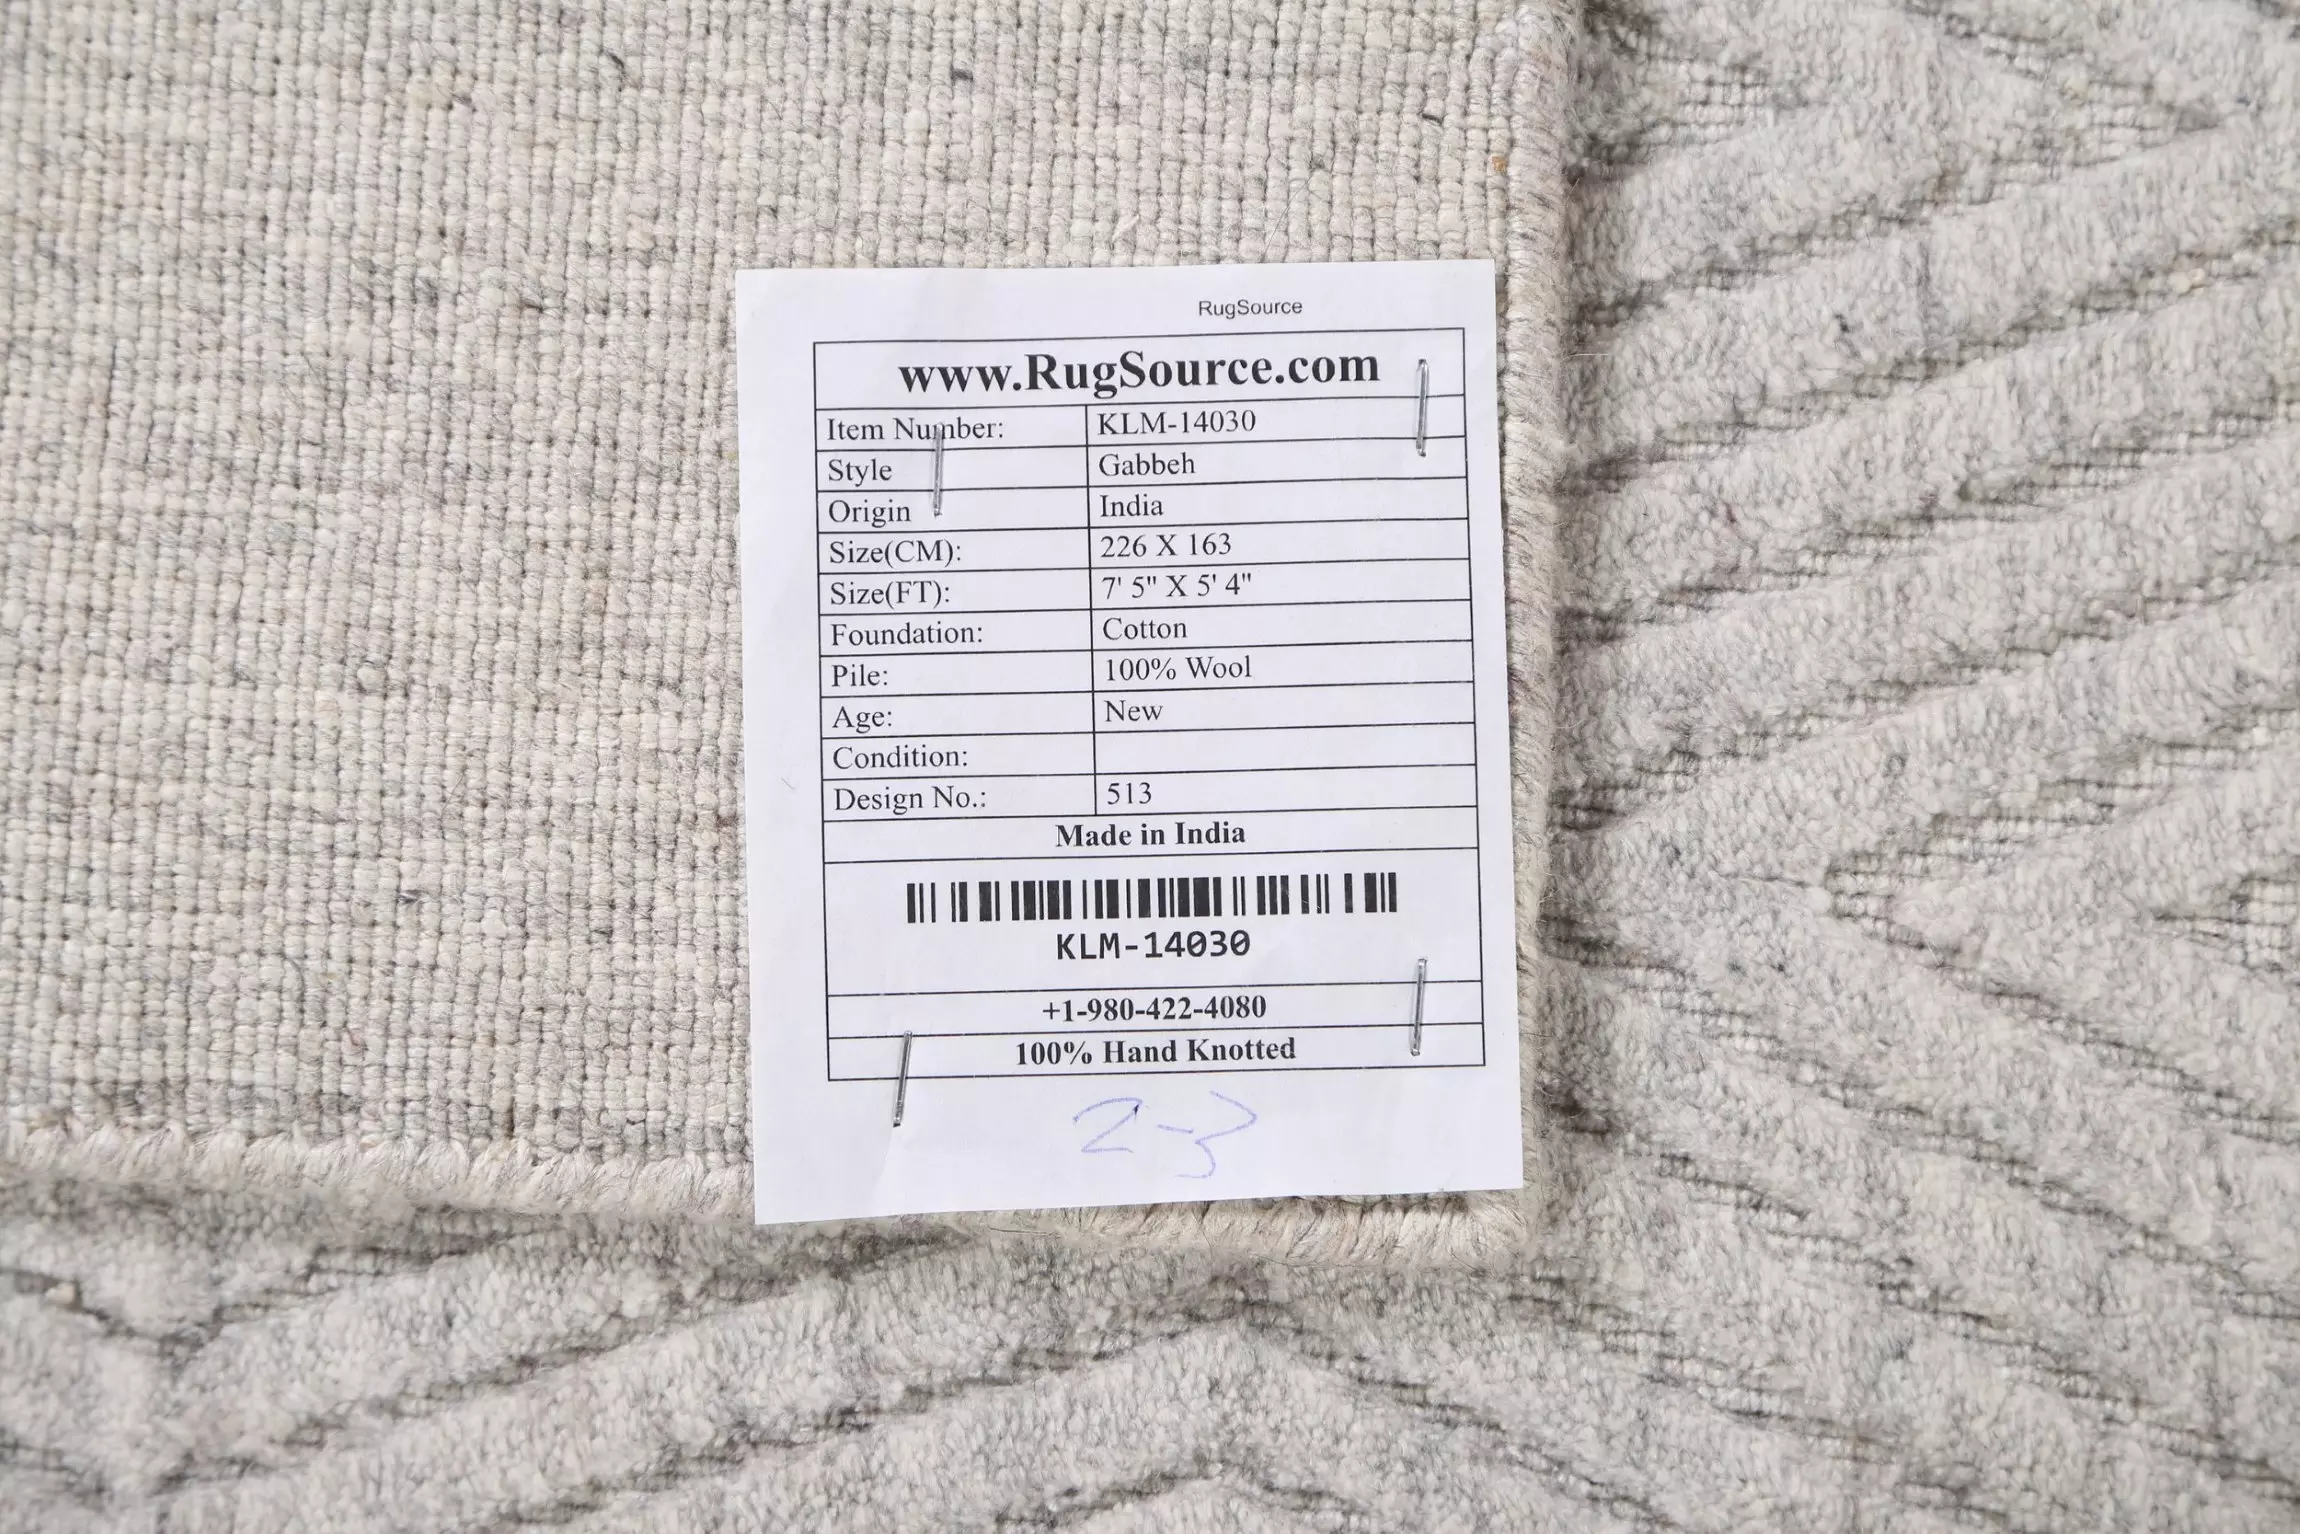 RugSource
www.RugSource.com
Item Number: KLM-14030
Style Gabbeh
Origin India
Size(CM): 226 X 163
Size(FT): 7' 5" X 5' 4"
Foundation: Cotton
Pile: 100% Wool
Age: New
Condition:
Design No.: 513
Made in India
KLM-14030
+1-980-422-4080
100% Hand Knotted
2-3